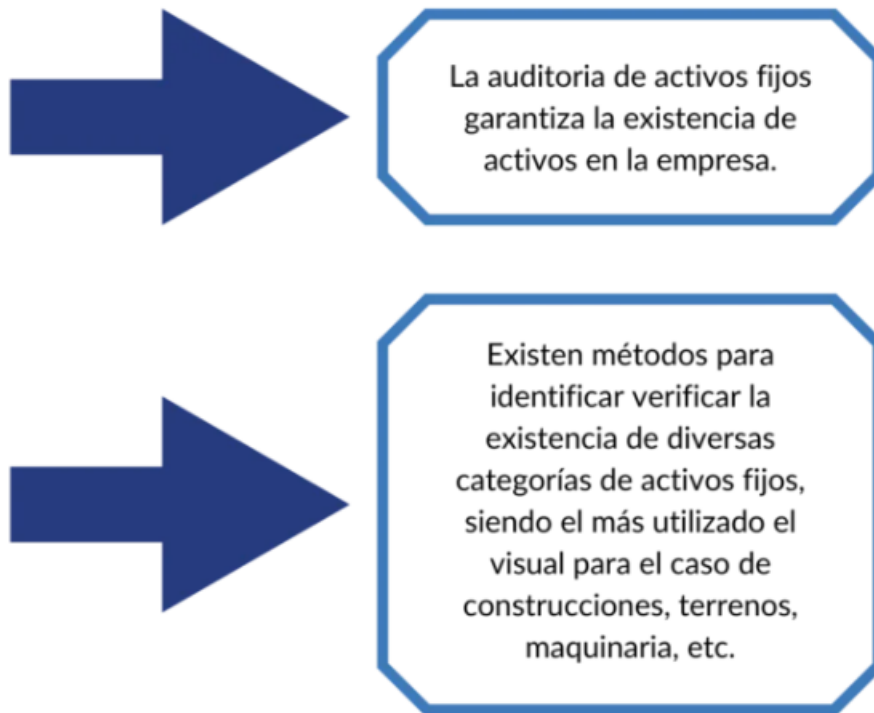 La auditoria de activos fijos
garantiza la existencia de
activos en la empresa.
Existen métodos para
identificar verificar la
existencia de diversas
categorías de activos fijos,
siendo el más utilizado el
visual para el caso de
construcciones, terrenos,
maquinaria, etc.